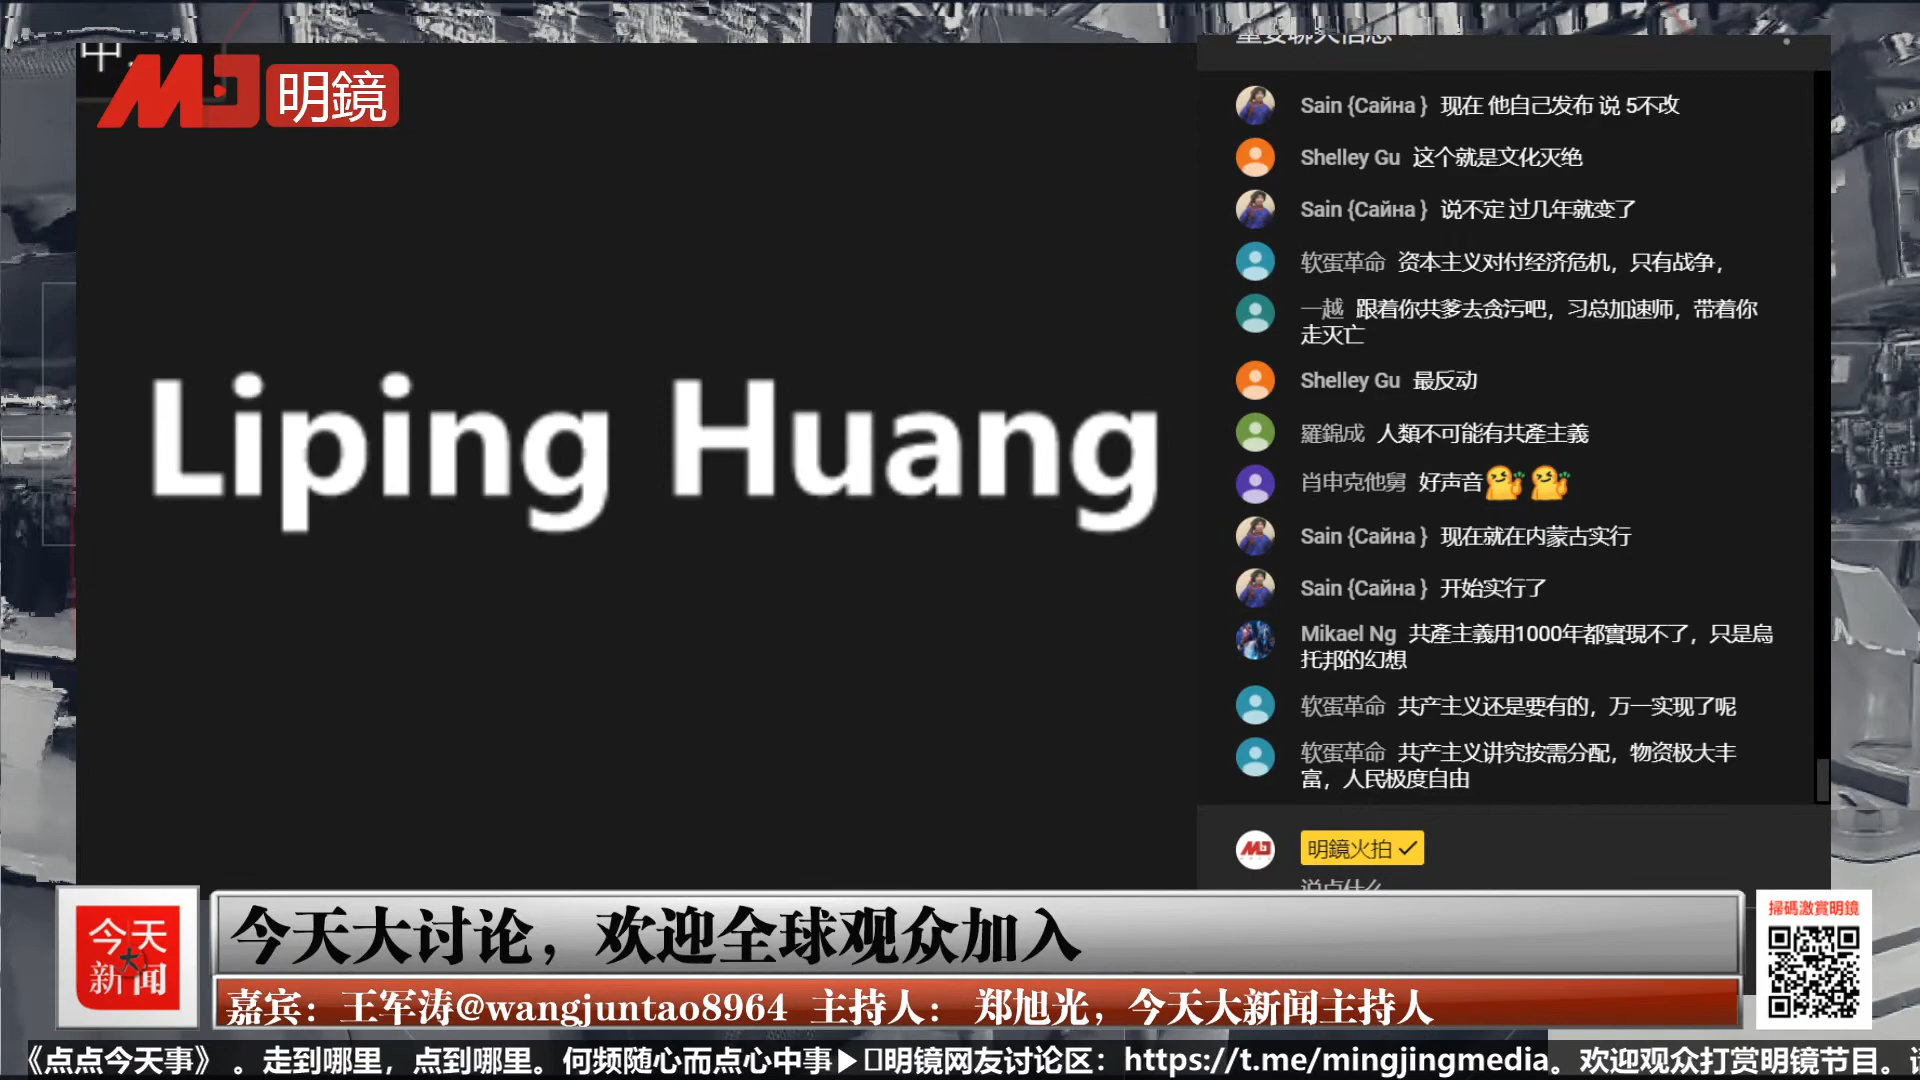 中
明鏡
Liping Huang
重要聊天信息
Sain {Сайна } 现在 他自己发布 说 5不改
Shelley Gu 这个就是文化灭绝
Sain {Сайна } 说不定 过几年就变了
软蛋革命 资本主义对付经济危机，只有战争，
一越 跟着你共爹去贪污吧，习总加速师，带着你
走灭亡
Shelley Gu 最反动
羅錦成 人類不可能有共產主義
肖申克他舅 好声音
Sain {Сайна } 现在就在内蒙古实行
Sain {Сайна } 开始实行了
Mikael Ng 共產主義用1000年都實現不了，只是烏
托邦的幻想
软蛋革命 共产主义还是要有的，万一实现了呢
软蛋革命 共产主义讲究按需分配，物资极大丰
富，人民极度自由
明鏡火拍
说点什么
今天大新闻
今天大讨论，欢迎全球观众加入
嘉宾：王军涛@wangjuntao8964 主持人： 郑旭光，今天大新闻主持人
掃碼激赏明鏡
《点点今天事》 。走到哪里，点到哪里。何频随心而点心中事▶明镜网友讨论区：https://t.me/mingjingmedia。欢迎观众打赏明镜节目。